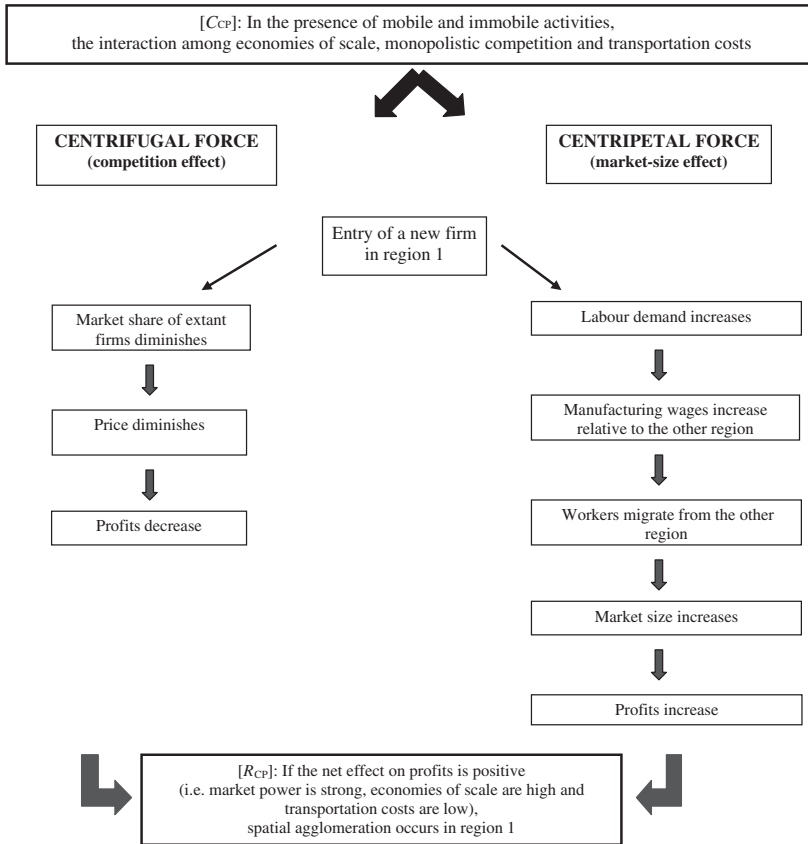 [CCP]: In the presence of mobile and immobile activities,
the interaction among economies of scale, monopolistic competition and transportation costs
CENTRIFUGAL FORCE
(competition effect)
CENTRIPETAL FORCE
(market-size effect)
Entry of a new firm
in region 1
Market share of extant
firms diminishes
Price diminishes
Profits decrease
Labour demand increases
Manufacturing wages increase
relative to the other region
Workers migrate from the other
region
Market size increases
Profits increase
[RCP]: If the net effect on profits is positive
(i.e. market power is strong, economies of scale are high and
transportation costs are low),
spatial agglomeration occurs in region 1